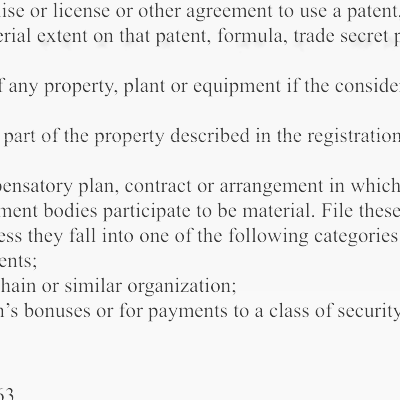 ise or license or other agreement to use a patent,
erial extent on that patent, formula, trade secret p
f any property, plant or equipment if the conside
part of the property described in the registration
pensatory plan, contract or arrangement in which
ment bodies participate to be material. File these
ess they fall into one of the following categories
ents;
hain or similar organization;
n’s bonuses or for payments to a class of security
63